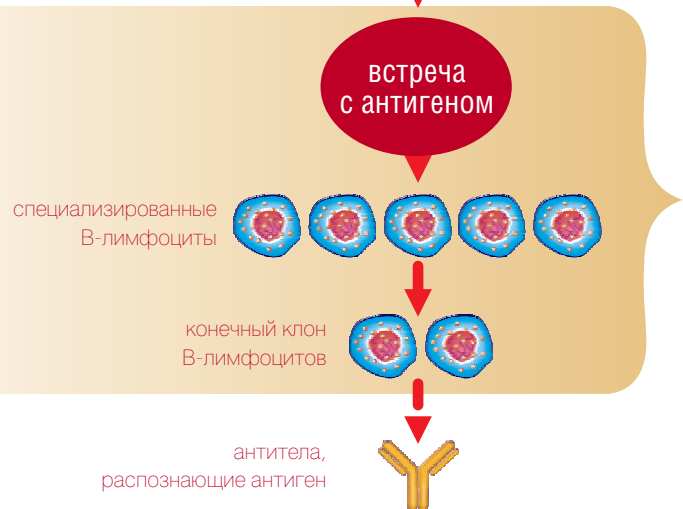 встреча
с антигеном
специализированные
В-лимфоциты
конечный клон
В-лимфоцитов
антитела,
распознающие антиген